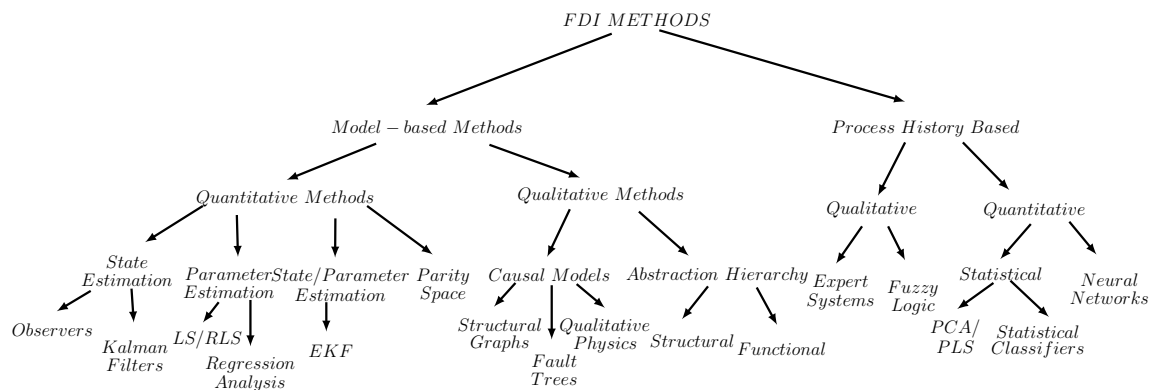 FDI METHODS
Model - based Methods
Process History Based
Quantitative Methods
Qualitative Methods
Qualitative
Quantitative
State
Estimation
Parameter
Estimation
State/Parameter
Estimation
Parity
Space
Causal Models
Abstraction Hierarchy
Expert
Systems
Fuzzy
Logic
Statistical
Neural
Networks
Observers
Kalman
Filters
LS/RLS
Regression
Analysis
EKF
Structural
Graphs
Fault
Trees
Qualitative
Physics
Structural
Functional
PCA/
PLS
Statistical
Classifiers